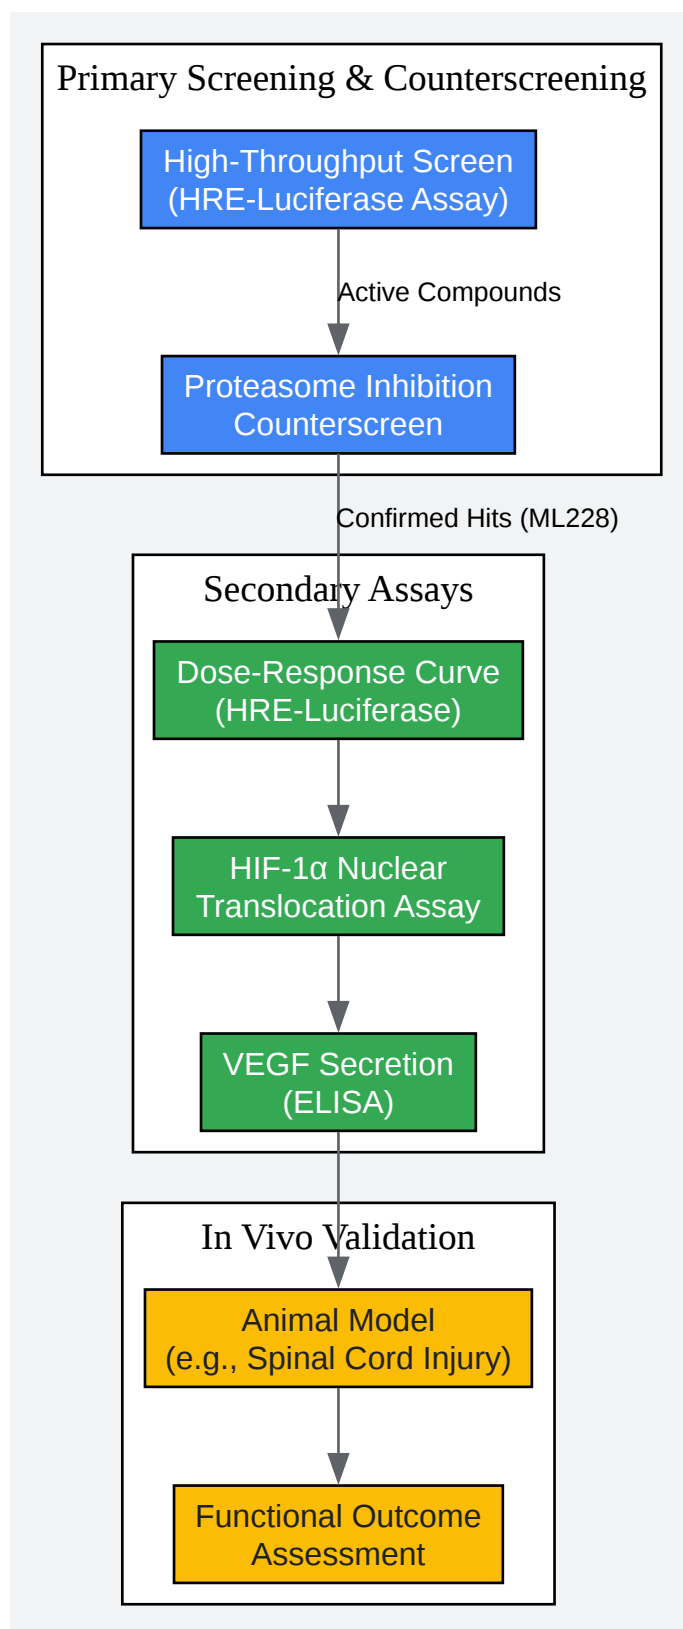 Primary Screening & Counterscreening
High-Throughput Screen
(HRE-Luciferase Assay)
Active Compounds
Proteasome Inhibition
Counterscreen
Confirmed Hits (ML228)
Secondary Assays
Dose-Response Curve
(HRE-Luciferase)
HIF-1α Nuclear
Translocation Assay
VEGF Secretion
(ELISA)
In Vivo Validation
Animal Model
(e.g., Spinal Cord Injury)
Functional Outcome
Assessment